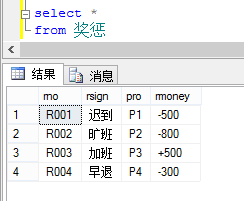 select *
from 奖惩
结果 消息
rno rsign pro rmoney
1 R001 迟到 P1 -500
2 R002 旷班 P2 -800
3 R003 加班 P3 +500
4 R004 早退 P4 -300